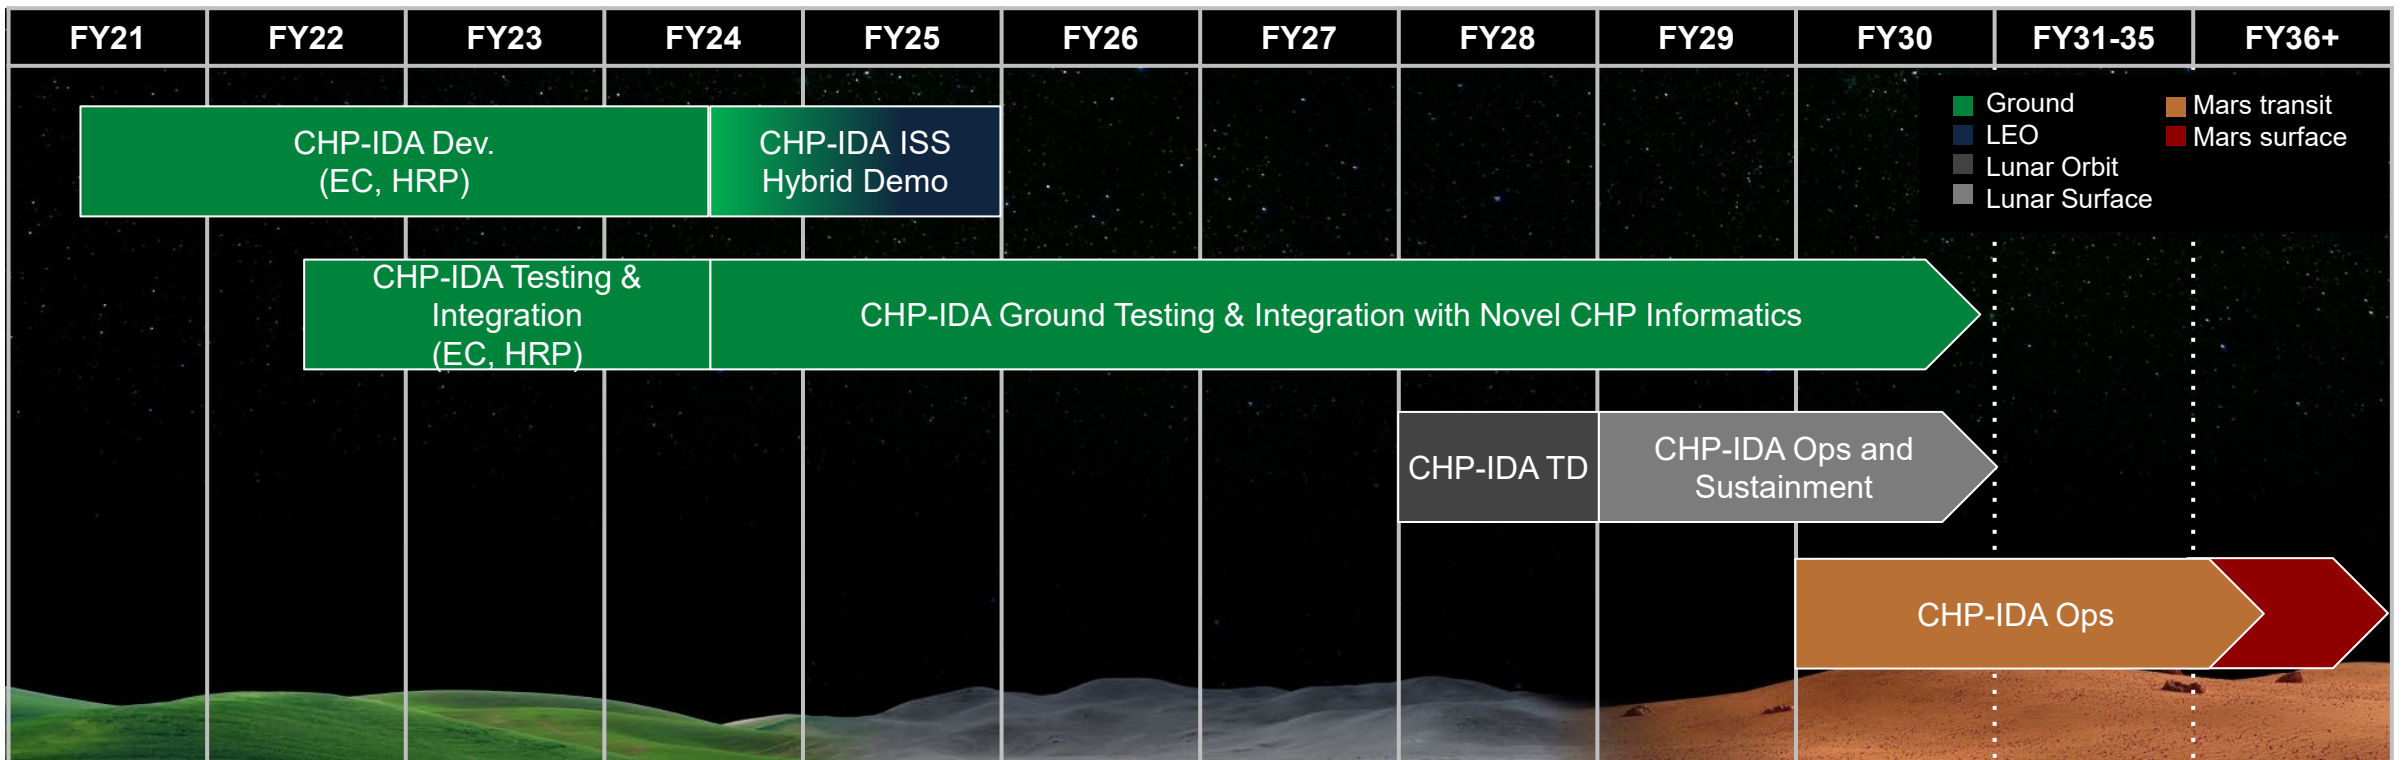 FY21 FY22 FY23 FY24 FY25 FY26 FY27 FY28 FY29 FY30 FY31-35 FY36+
Ground
LEO
Lunar Orbit
Lunar Surface
Mars transit
Mars surface
CHP-IDA Dev.
(EC, HRP)
CHP-IDA ISS
Hybrid Demo
CHP-IDA Testing &
Integration
(EC, HRP)
CHP-IDA Ground Testing & Integration with Novel CHP Informatics
CHP-IDA TD
CHP-IDA Ops and
Sustainment
CHP-IDA Ops